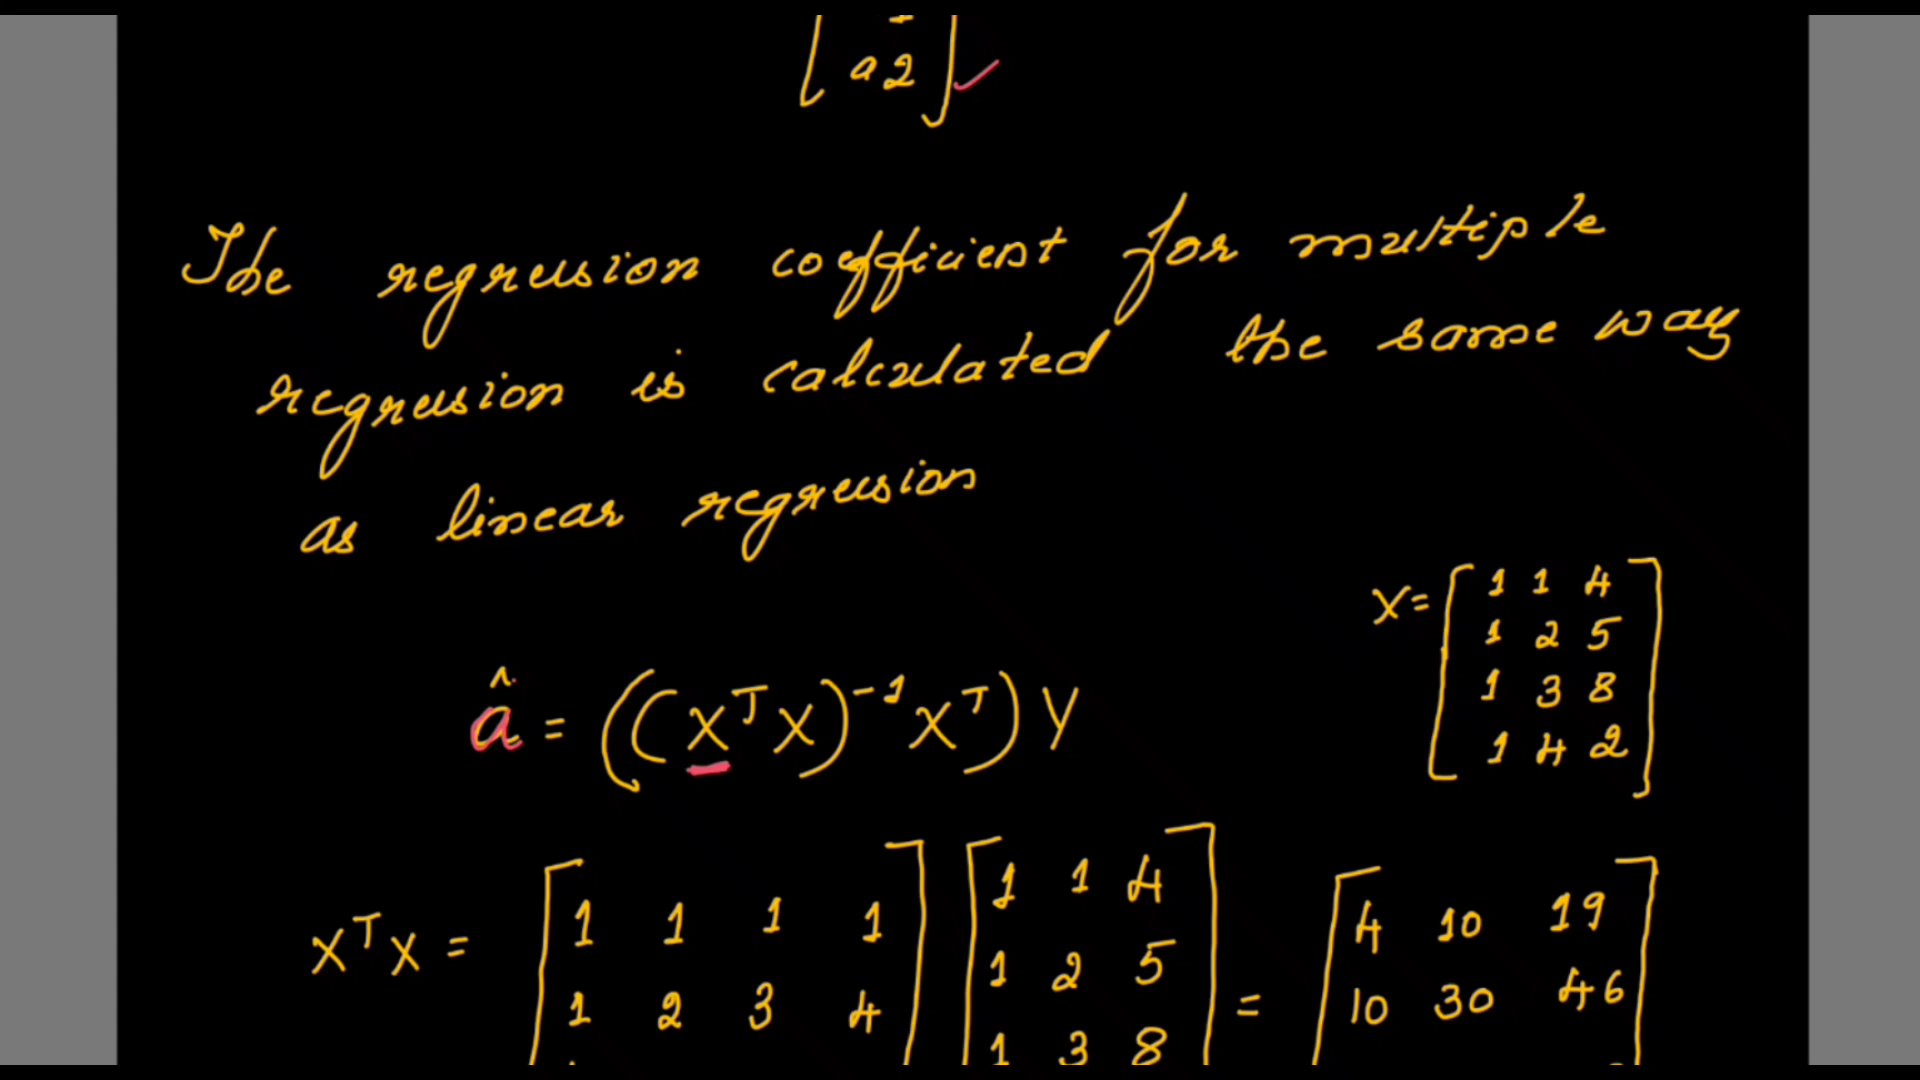 a2
The regression coefficient for multiple
regression is calculated the same way
as linear regression
X = [1 1 4
1 2 5
1 3 8
1 4 2]
â = ((XᵀX)⁻¹Xᵀ)Y
XᵀX = [1 1 1 1 [1 1 4 = [4 10 19
1 2 3 4 1 2 5 10 30 46
1 3 8